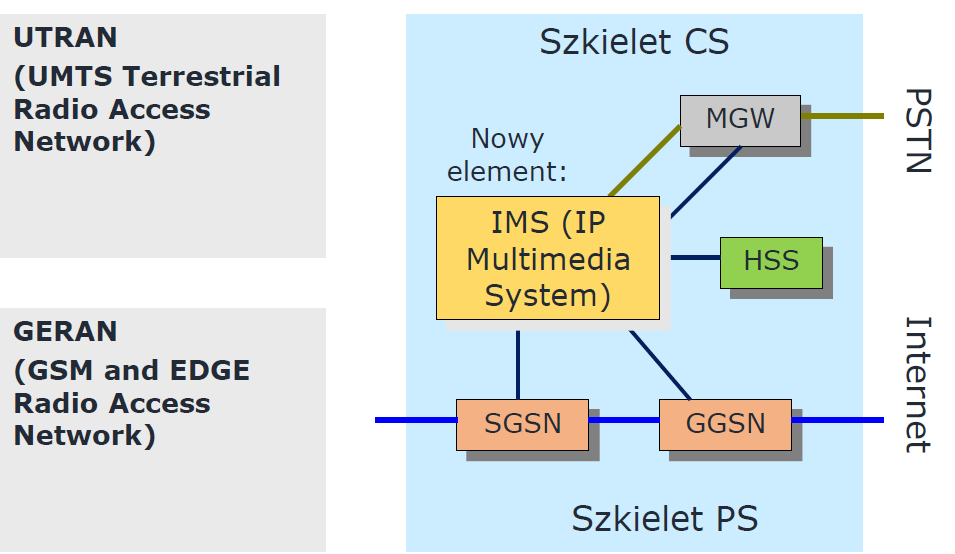 UTRAN
(UMTS Terrestrial
Radio Access
Network)
GERAN
(GSM and EDGE
Radio Access
Network)
Szkielet CS
MGW
Nowy
element:
IMS (IP
Multimedia
System)
HSS
SGSN
GGSN
Szkielet PS
PSTN
Internet